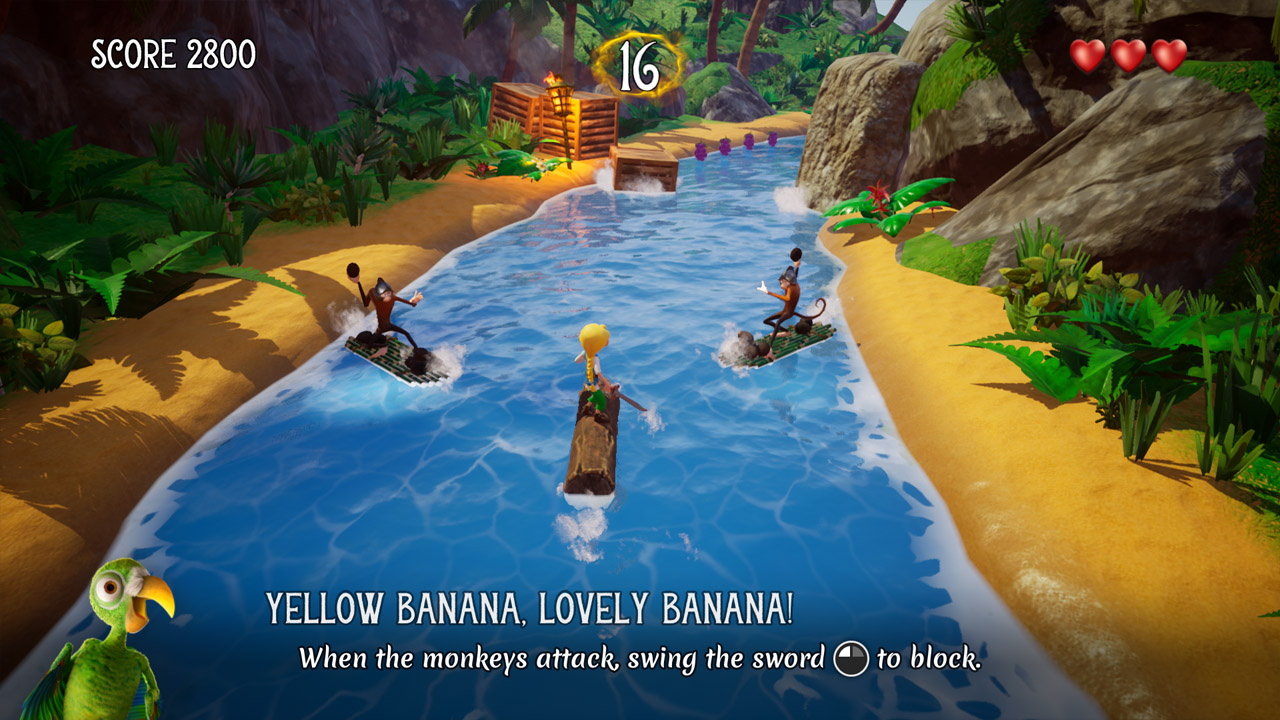 SCORE 2800
16
YELLOW BANANA, LOVELY BANANA!
When the monkeys attack, swing the sword to block.